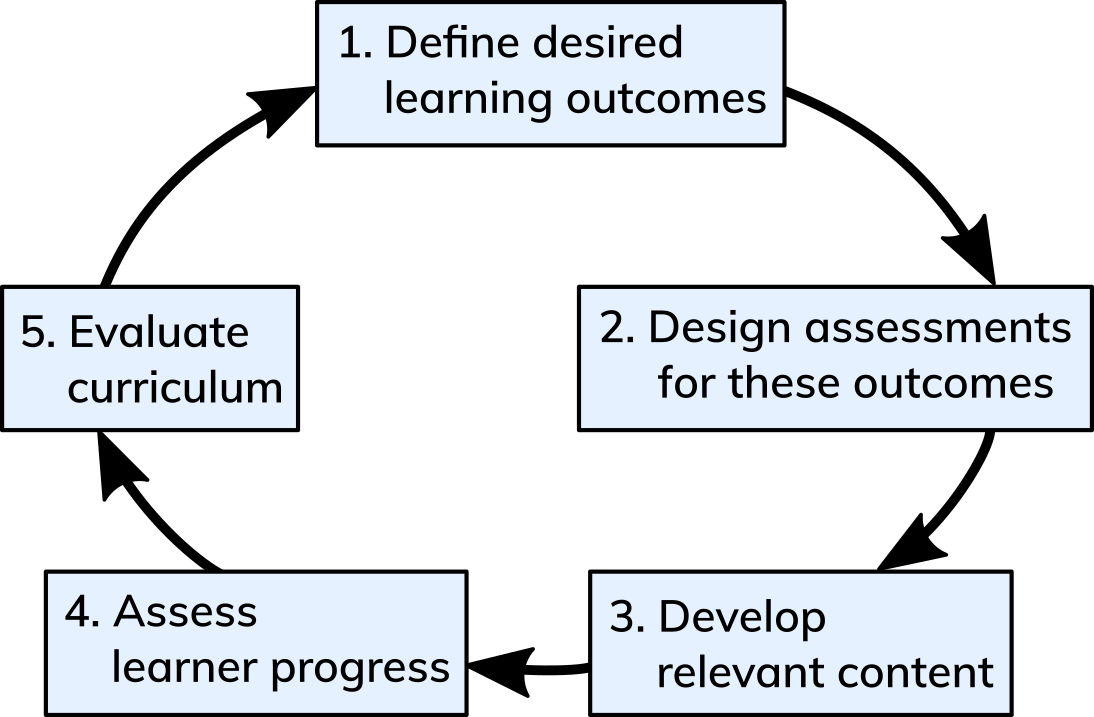 1. Define desired
learning outcomes
2. Design assessments
for these outcomes
3. Develop
relevant content
4. Assess
learner progress
5. Evaluate
curriculum